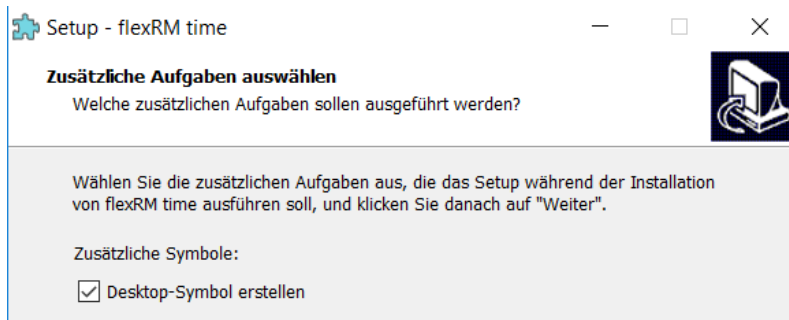 Setup - flexRM time
Zusätzliche Aufgaben auswählen
Welche zusätzlichen Aufgaben sollen ausgeführt werden?
Wählen Sie die zusätzlichen Aufgaben aus, die das Setup während der Installation
von flexRM time ausführen soll, und klicken Sie danach auf "Weiter".
Zusätzliche Symbole:
Desktop-Symbol erstellen